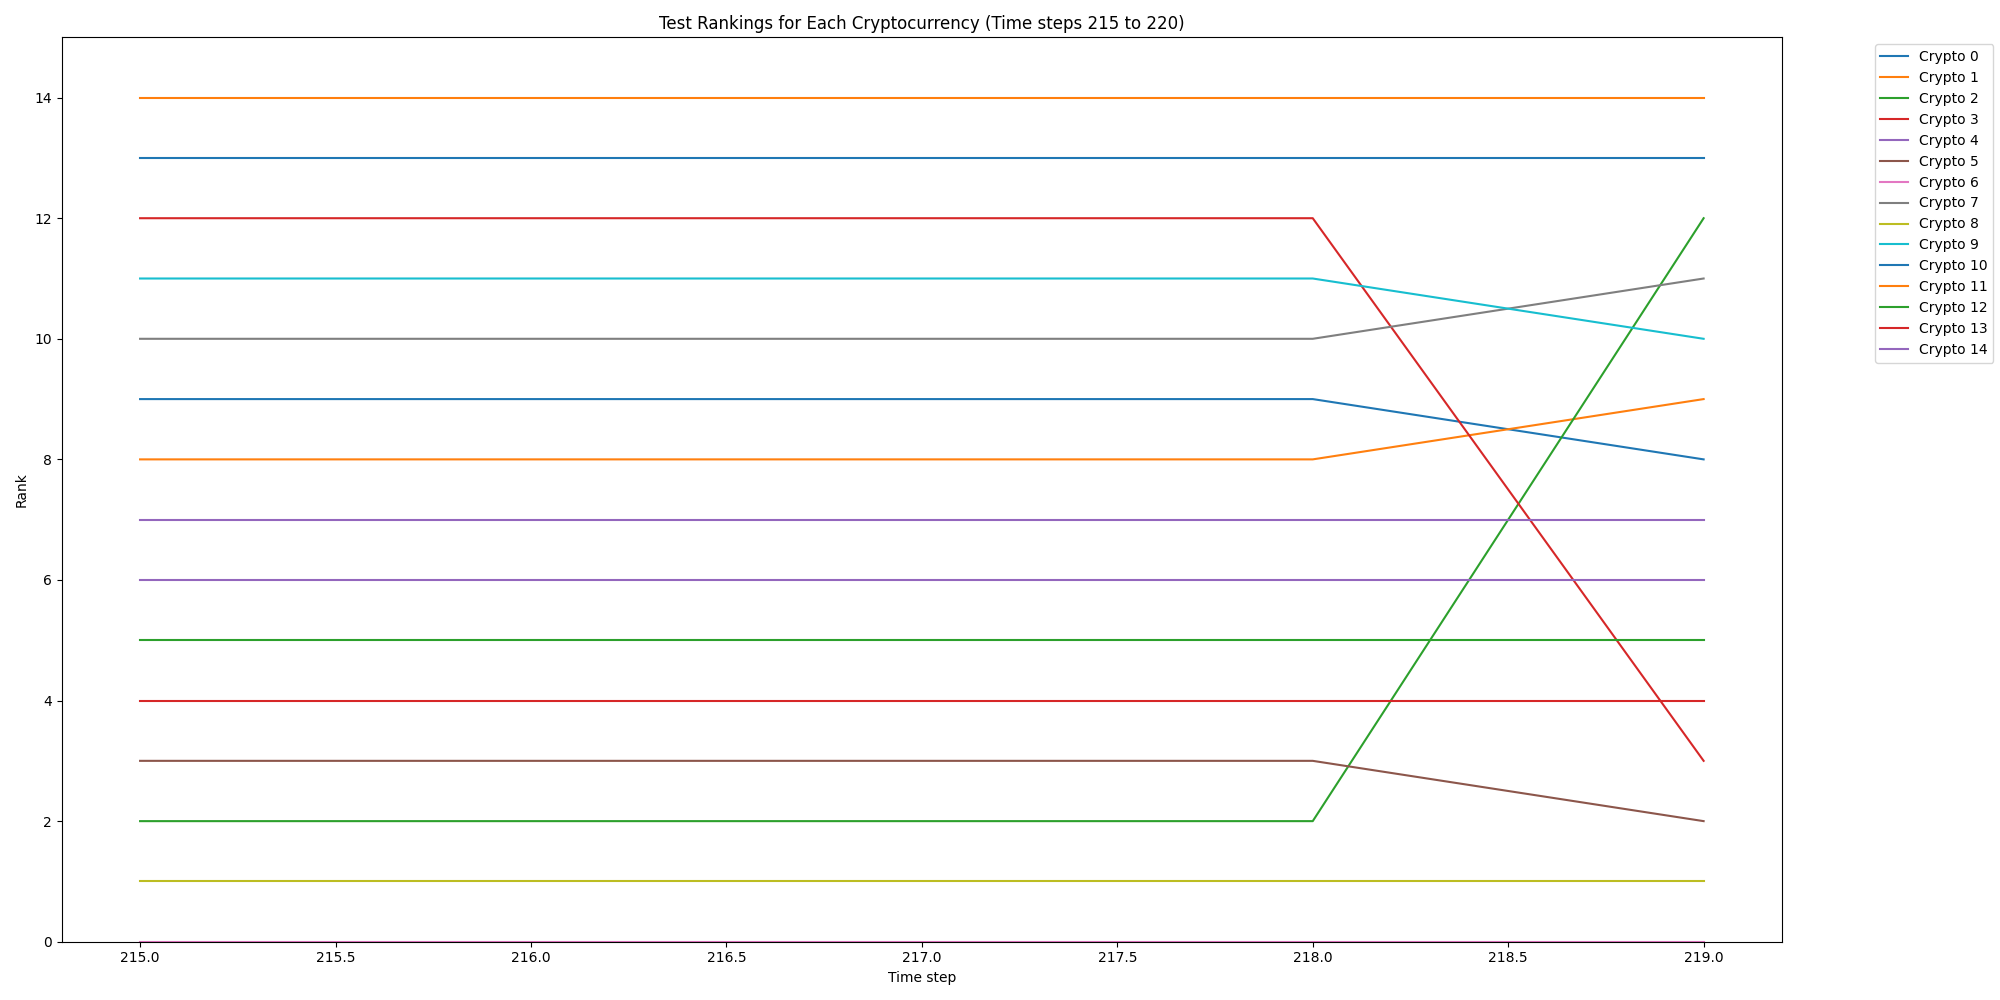 Test Rankings for Each Cryptocurrency (Time steps 215 to 220)
Crypto 0
Crypto 1
Crypto 2
Crypto 3
Crypto 4
Crypto 5
Crypto 6
Crypto 7
Crypto 8
Crypto 9
Crypto 10
Crypto 11
Crypto 12
Crypto 13
Crypto 14
14
12
10
8
6
4
2
0
Rank
215.0 215.5 216.0 216.5 217.0 217.5 218.0 218.5 219.0
Time step